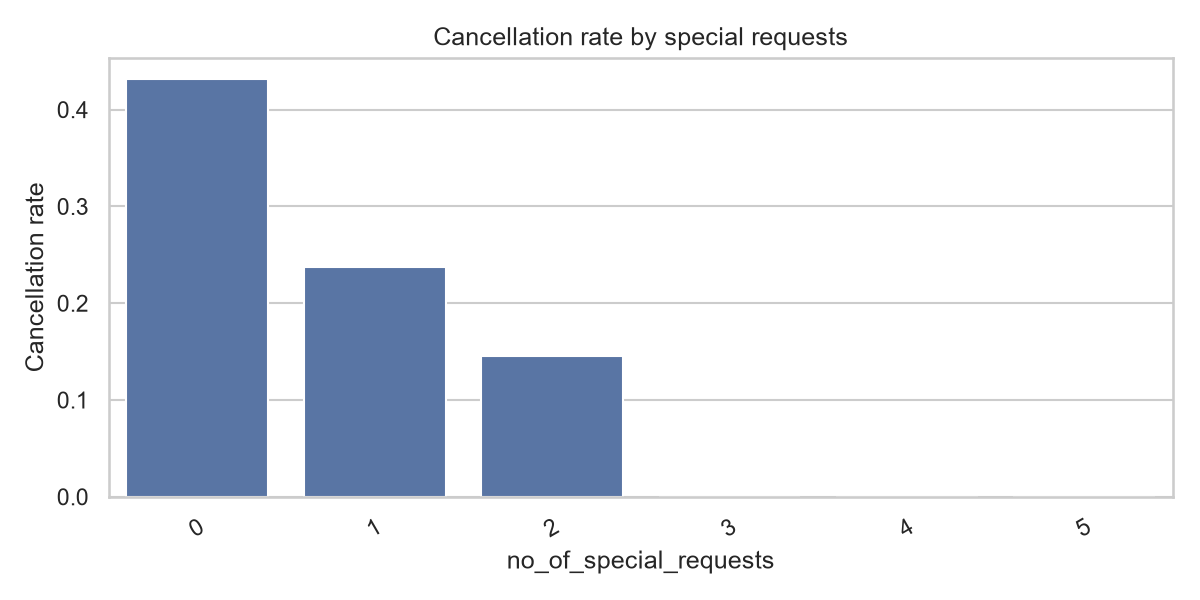 Cancellation rate by special requests
Cancellation rate
0.4
0.3
0.2
0.1
0.0
0 1 2 3 4 5
no_of_special_requests